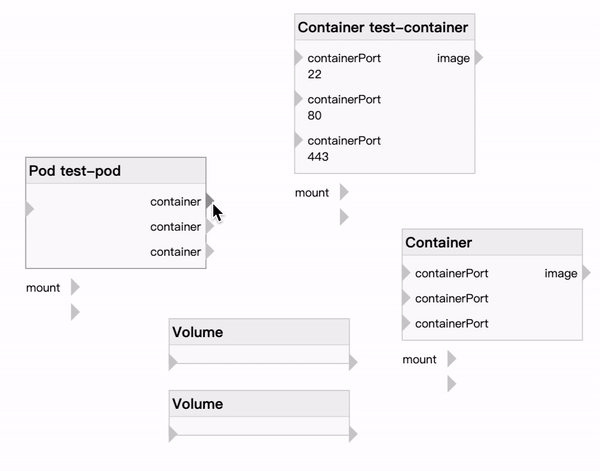 Container test-container
containerPort image
22
containerPort
80
containerPort
443
mount
Pod test-pod
container
container
container
mount
Container
containerPort image
containerPort
containerPort
mount
Volume
Volume